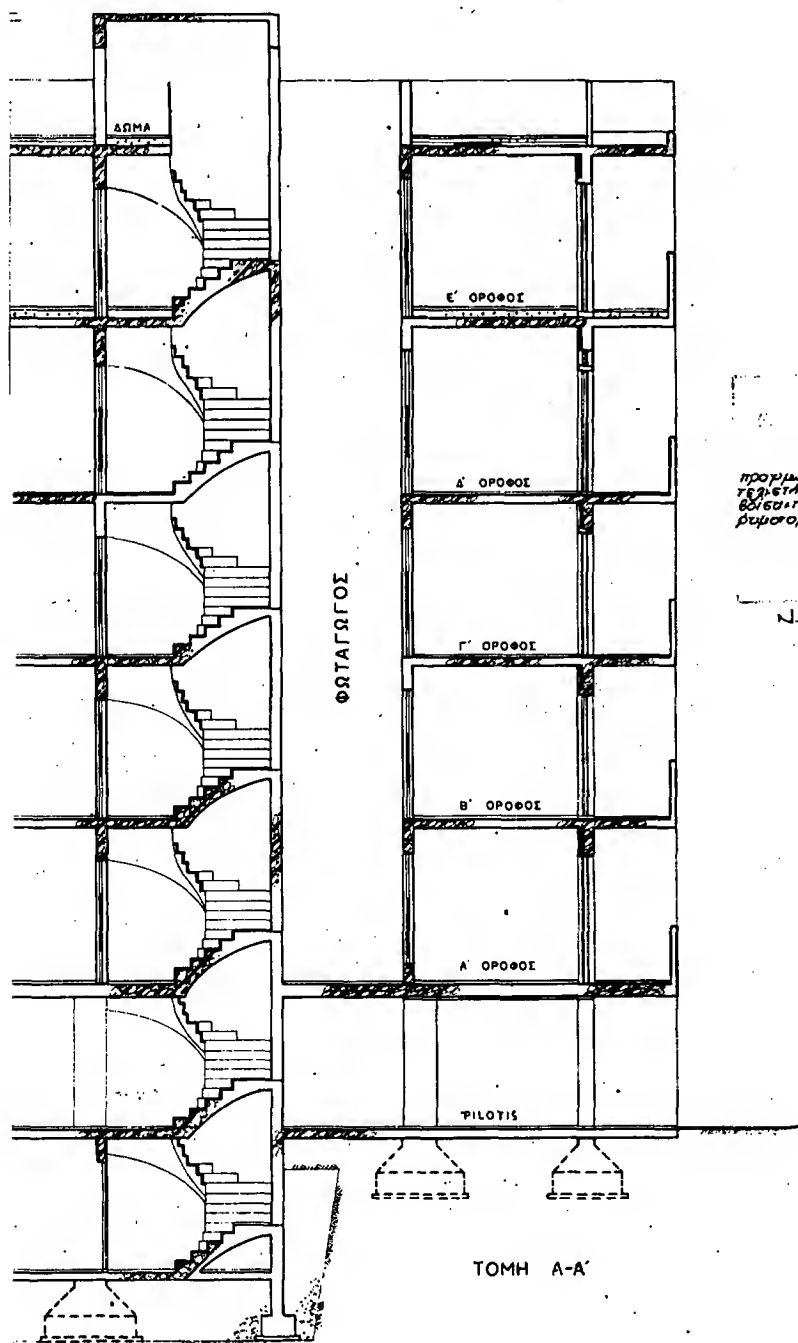 ΔΩΜΑ
Ε' ΟΡΟΦΟΣ
Δ' ΟΡΟΦΟΣ
ΦΩΤΑΓΩΓΟΣ
Γ' ΟΡΟΦΟΣ
Β' ΟΡΟΦΟΣ
Α' ΟΡΟΦΟΣ
PILOTIS
ΤΟΜΗ Α-Α'